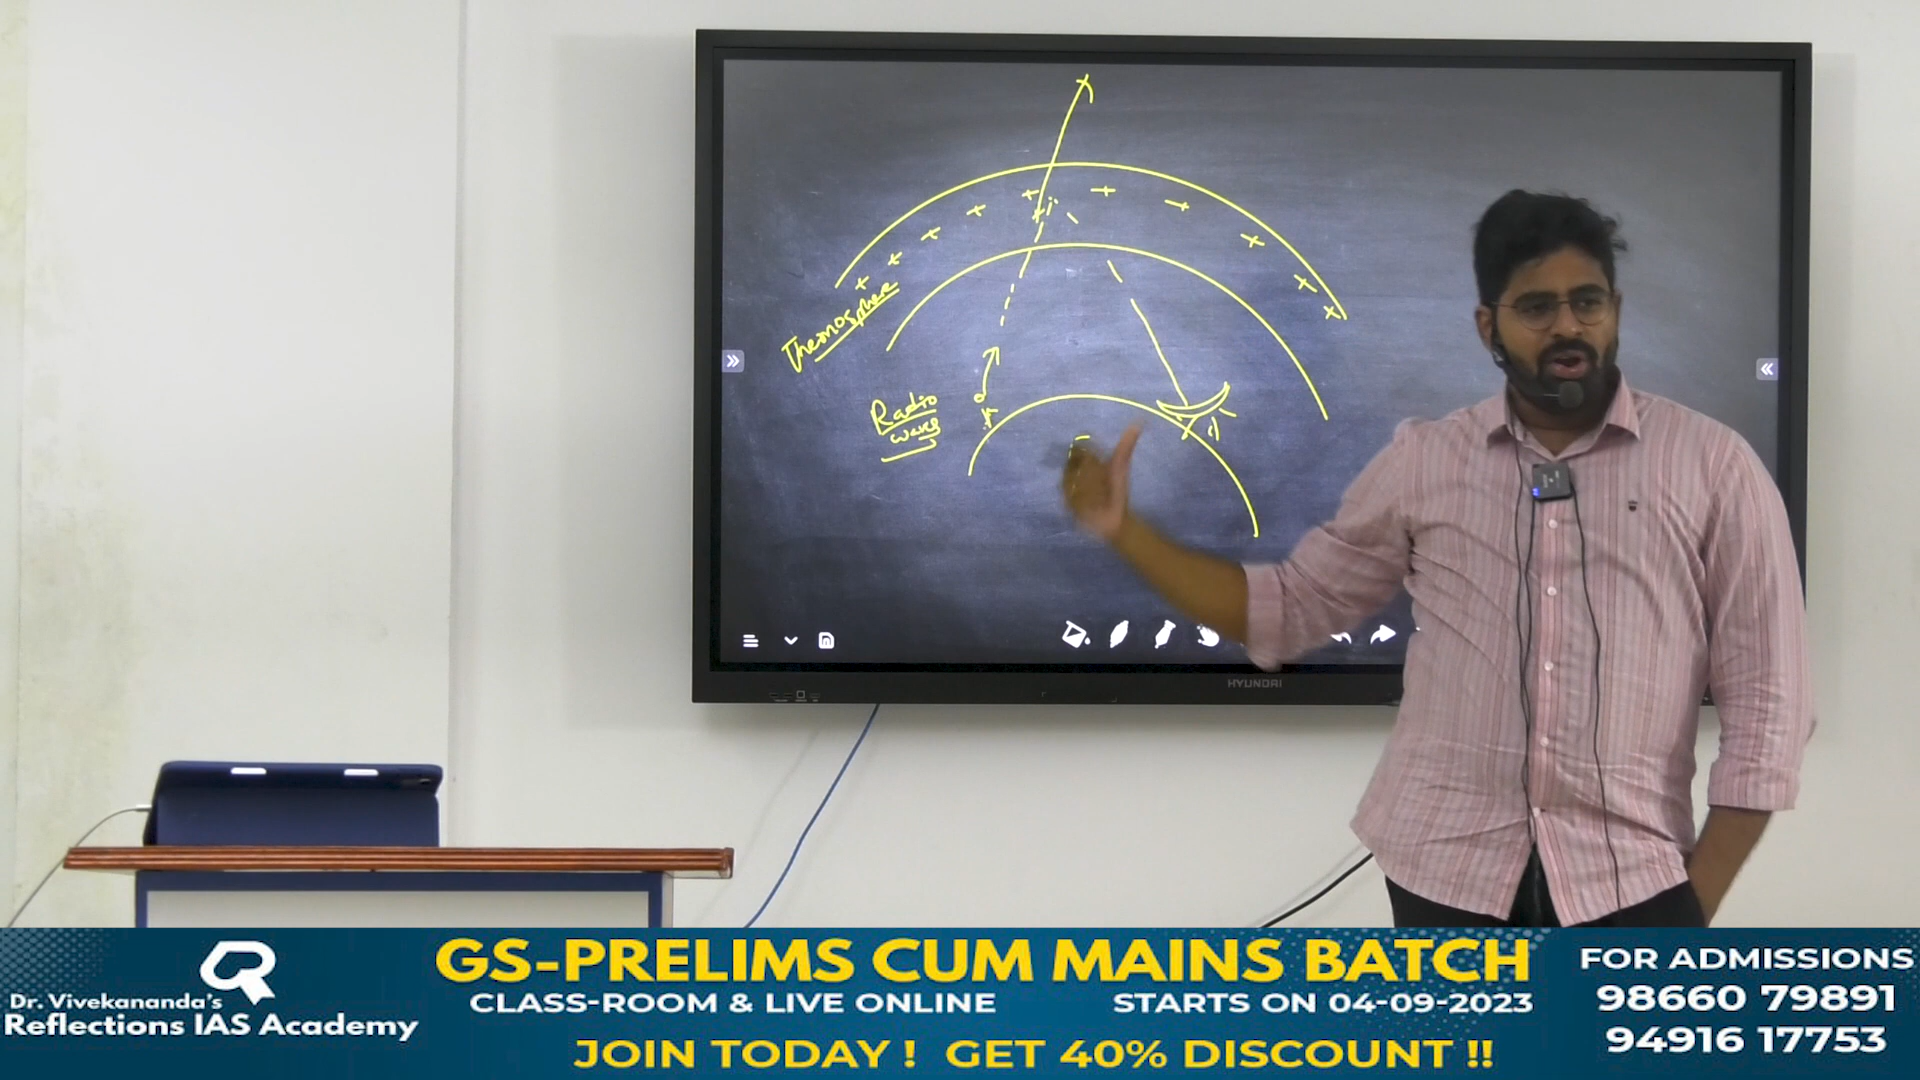 Thermosphere
Radio
waves
HYUNDAI
Dr. Vivekananda's
Reflections IAS Academy
GS-PRELIMS CUM MAINS BATCH
CLASS-ROOM & LIVE ONLINE
STARTS ON 04-09-2023
JOIN TODAY ! GET 40% DISCOUNT !!
FOR ADMISSIONS
98660 79891
94916 17753